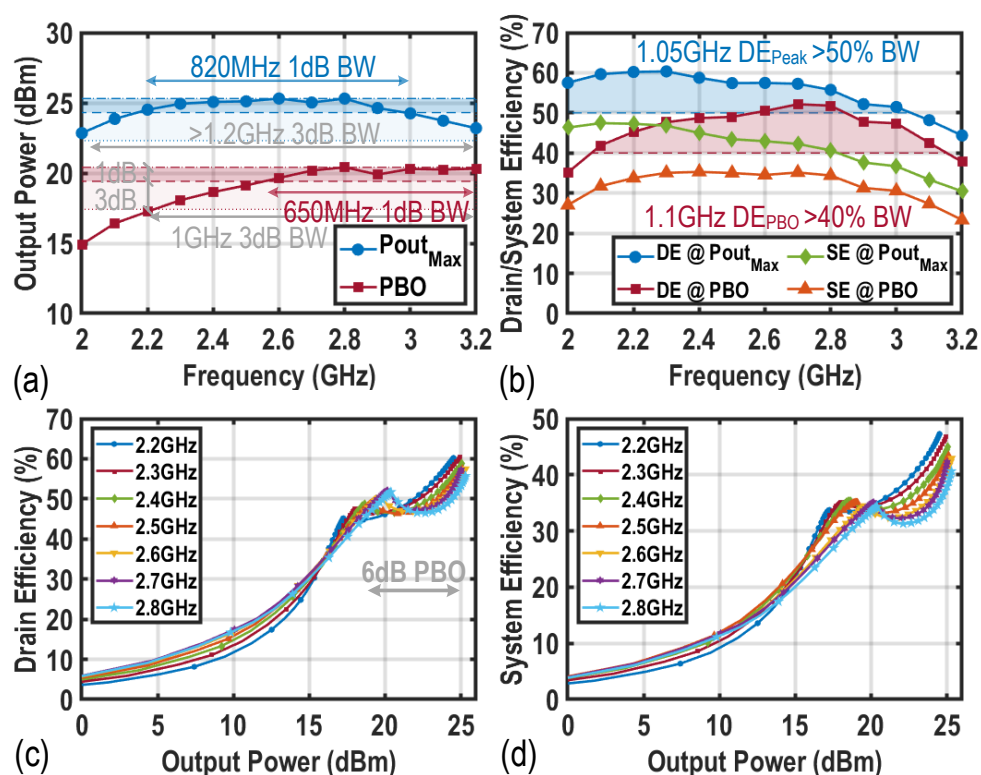 Output Power (dBm)
30
25
20
15
10
820MHz 1dB BW
>1.2GHz 3dB BW
1dB
3dB
650MHz 1dB BW
1GHz 3dB BW
Pout Max
PBO
2 2.2 2.4 2.6 2.8 3 3.2
Frequency (GHz)
(a)
Drain/System Efficiency (%)
70
60
50
40
30
20
10
0
1.05GHz DEPeak >50% BW
1.1GHz DEPBO >40% BW
DE @ PoutMax SE @ PoutMax
DE @ PBO SE @ PBO
2 2.2 2.4 2.6 2.8 3 3.2
Frequency (GHz)
(b)
Drain Efficiency (%)
70
60
50
40
30
20
10
0
2.2GHz
2.3GHz
2.4GHz
2.5GHz
2.6GHz
2.7GHz
2.8GHz
6dB PBO
0 5 10 15 20 25
Output Power (dBm)
(c)
System Efficiency (%)
50
40
30
20
10
0
2.2GHz
2.3GHz
2.4GHz
2.5GHz
2.6GHz
2.7GHz
2.8GHz
0 5 10 15 20 25
Output Power (dBm)
(d)